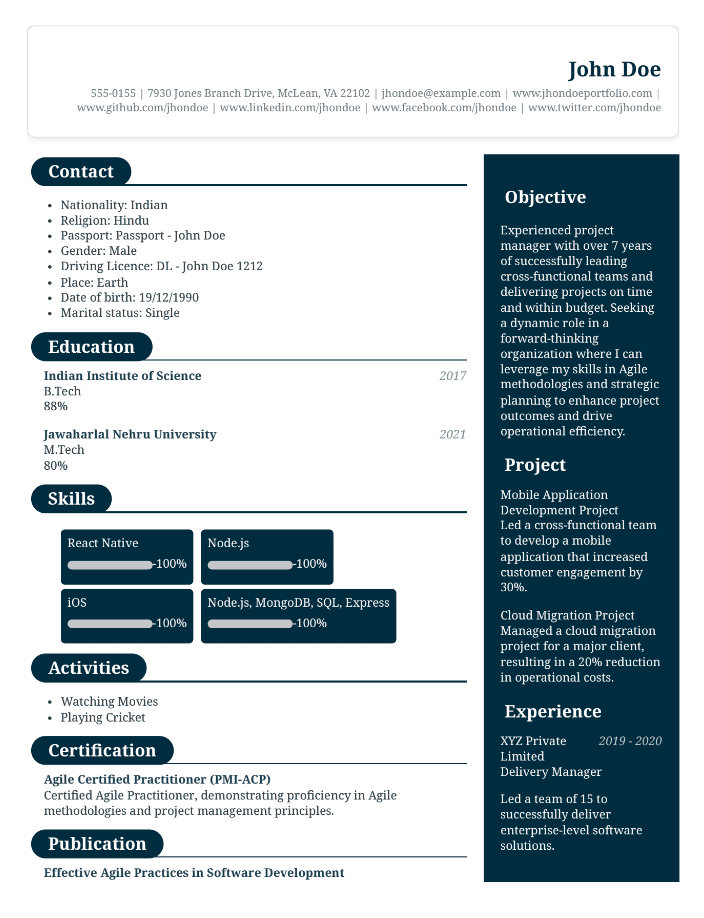 John Doe
555-0155 | 7930 Jones Branch Drive, McLean, VA 22102 | jhondoe@example.com | www.jhondoeportfolio.com |
www.github.com/jhondoe | www.linkedin.com/jhondoe | www.facebook.com/jhondoe | www.twitter.com/jhondoe
Contact
• Nationality: Indian
• Religion: Hindu
• Passport: Passport - John Doe
• Gender: Male
• Driving Licence: DL - John Doe 1212
• Place: Earth
• Date of birth: 19/12/1990
• Marital status: Single
Education
Indian Institute of Science 2017
B.Tech
88%
Jawaharlal Nehru University 2021
M.Tech
80%
Skills
React Native
-100%
Node.js
-100%
iOS
-100%
Node.js, MongoDB, SQL, Express
-100%
Activities
• Watching Movies
• Playing Cricket
Certification
Agile Certified Practitioner (PMI-ACP)
Certified Agile Practitioner, demonstrating proficiency in Agile
methodologies and project management principles.
Publication
Effective Agile Practices in Software Development
Objective
Experienced project
manager with over 7 years
of successfully leading
cross-functional teams and
delivering projects on time
and within budget. Seeking
a dynamic role in a
forward-thinking
organization where I can
leverage my skills in Agile
methodologies and strategic
planning to enhance project
outcomes and drive
operational efficiency.
Project
Mobile Application
Development Project
Led a cross-functional team
to develop a mobile
application that increased
customer engagement by
30%.
Cloud Migration Project
Managed a cloud migration
project for a major client,
resulting in a 20% reduction
in operational costs.
Experience
XYZ Private 2019 - 2020
Limited
Delivery Manager
Led a team of 15 to
successfully deliver
enterprise-level software
solutions.